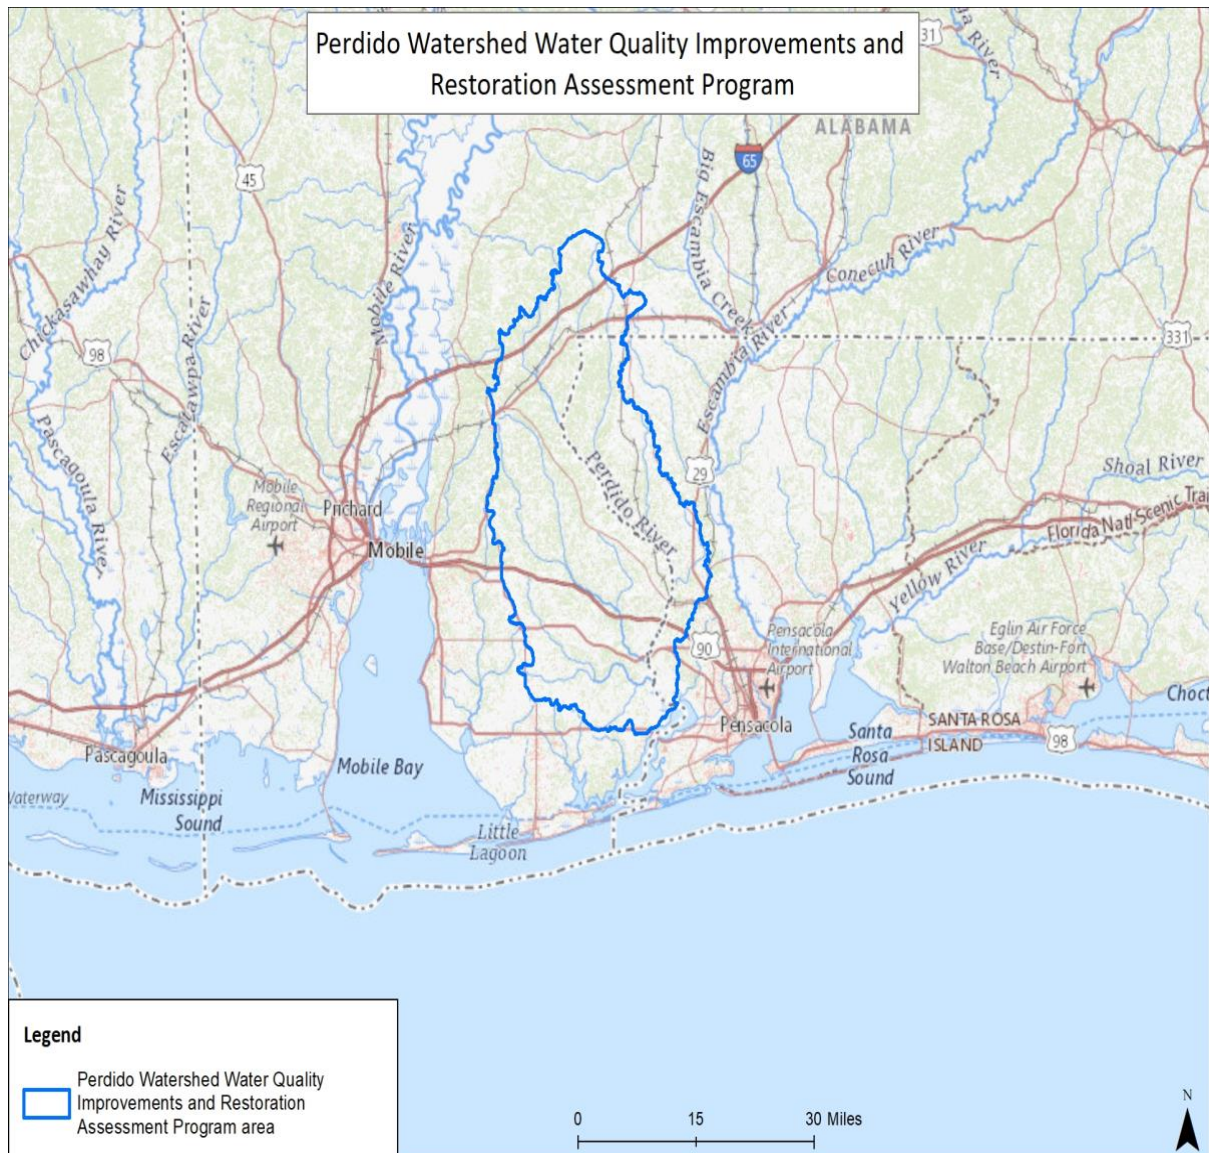 Perdido Watershed Water Quality Improvements and
Restoration Assessment Program
31
River
ALABAMA
65
45
Big Escambia Creek
Chickasawhay River
Mobile River
Conecuh River
Escatawpa River
98
331
Escambia River
Pascagoula River
Perdido River
29
Shoal River
Mobile
Regional
Airport
Prichard
Florida Natl Scenic Trai
Mobile
Yellow River
Pensacola
International
Airport
Eglin Air Force
Base/Destin-Fort
Walton Beach Airport
90
Choct
Pensacola
SANTA ROSA
ISLAND
Santa
Rosa
Sound
98
Pascagoula
Mobile Bay
Waterway
Mississippi
Sound
Little
Lagoon
Legend
Perdido Watershed Water Quality
Improvements and Restoration
Assessment Program area
0 15 30 Miles
N